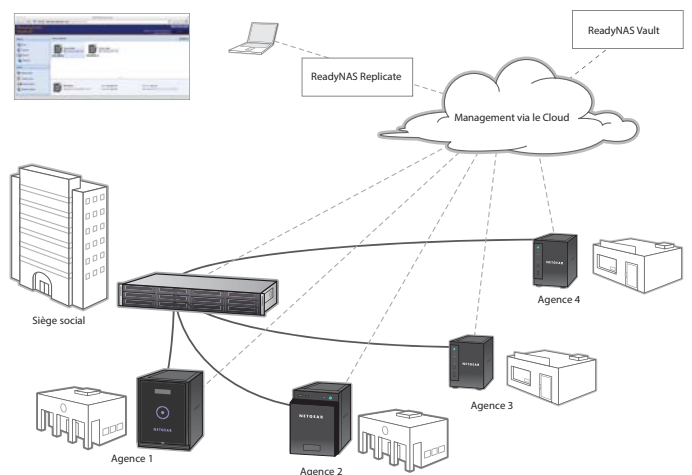 ReadyNAS Vault
ReadyNAS Replicate
Management via le Cloud
Siège social
NETGEAR
Agence 4
NETGEAR
Agence 3
NETGEAR
Agence 1
NETGEAR
Agence 2